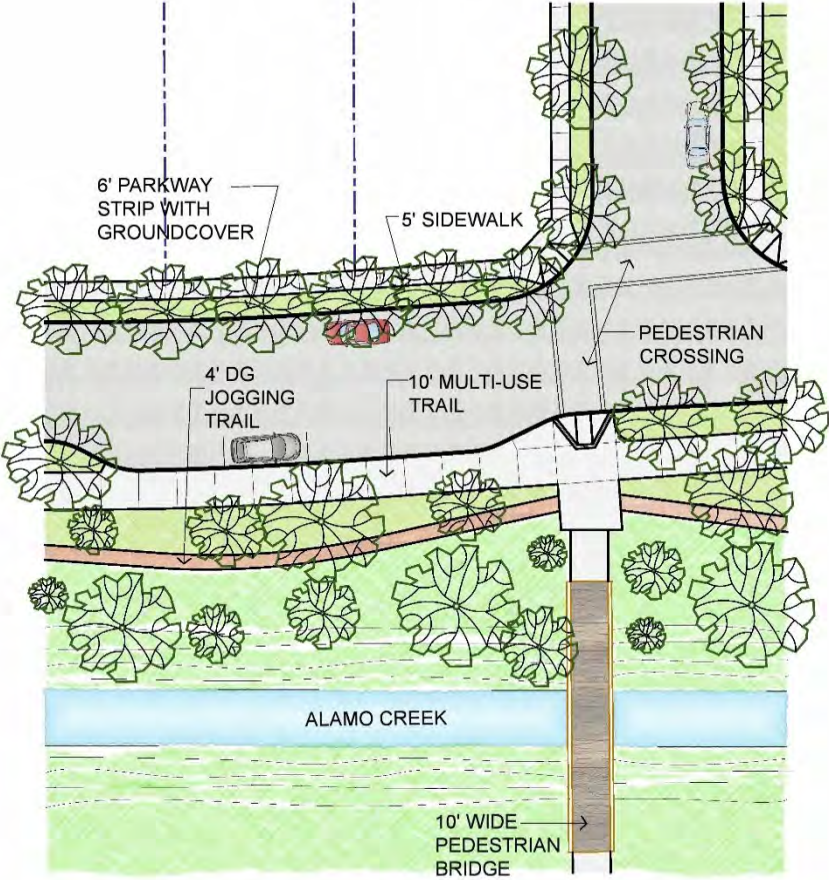 6' PARKWAY
STRIP WITH
GROUNDCOVER
5' SIDEWALK
PEDESTRIAN
CROSSING
4' DG
JOGGING
TRAIL
10' MULTI-USE
TRAIL
ALAMO CREEK
10' WIDE
PEDESTRIAN
BRIDGE